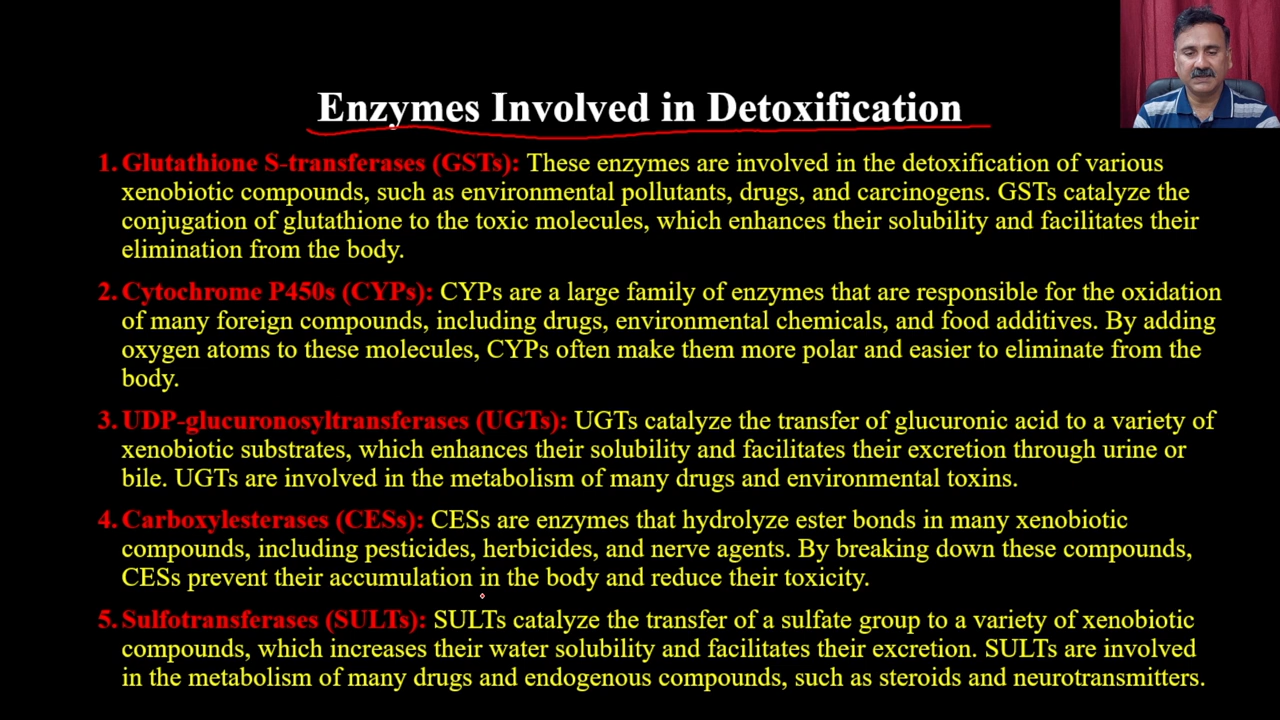 Enzymes Involved in Detoxification
1. Glutathione S-transferases (GSTs): These enzymes are involved in the detoxification of various
xenobiotic compounds, such as environmental pollutants, drugs, and carcinogens. GSTs catalyze the
conjugation of glutathione to the toxic molecules, which enhances their solubility and facilitates their
elimination from the body.
2. Cytochrome P450s (CYPs): CYPs are a large family of enzymes that are responsible for the oxidation
of many foreign compounds, including drugs, environmental chemicals, and food additives. By adding
oxygen atoms to these molecules, CYPs often make them more polar and easier to eliminate from the
body.
3. UDP-glucuronosyltransferases (UGTs): UGTs catalyze the transfer of glucuronic acid to a variety of
xenobiotic substrates, which enhances their solubility and facilitates their excretion through urine or
bile. UGTs are involved in the metabolism of many drugs and environmental toxins.
4. Carboxylesterases (CESs): CESs are enzymes that hydrolyze ester bonds in many xenobiotic
compounds, including pesticides, herbicides, and nerve agents. By breaking down these compounds,
CESs prevent their accumulation in the body and reduce their toxicity.
5. Sulfotransferases (SULTs): SULTs catalyze the transfer of a sulfate group to a variety of xenobiotic
compounds, which increases their water solubility and facilitates their excretion. SULTs are involved
in the metabolism of many drugs and endogenous compounds, such as steroids and neurotransmitters.